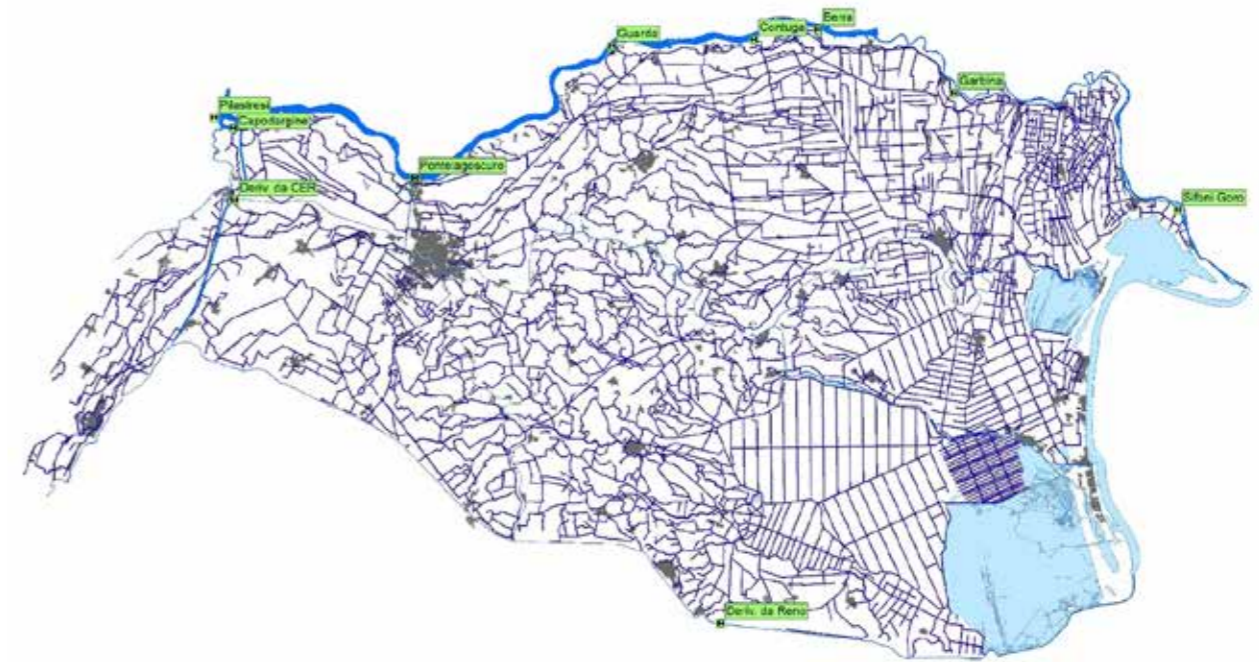 Berra
Contuga
Guarda
Garbina
Pilastresi
Capodargine
Pontelagoscuro
Deriv. da CER
Sifoni Goro
Deriv. da Reno